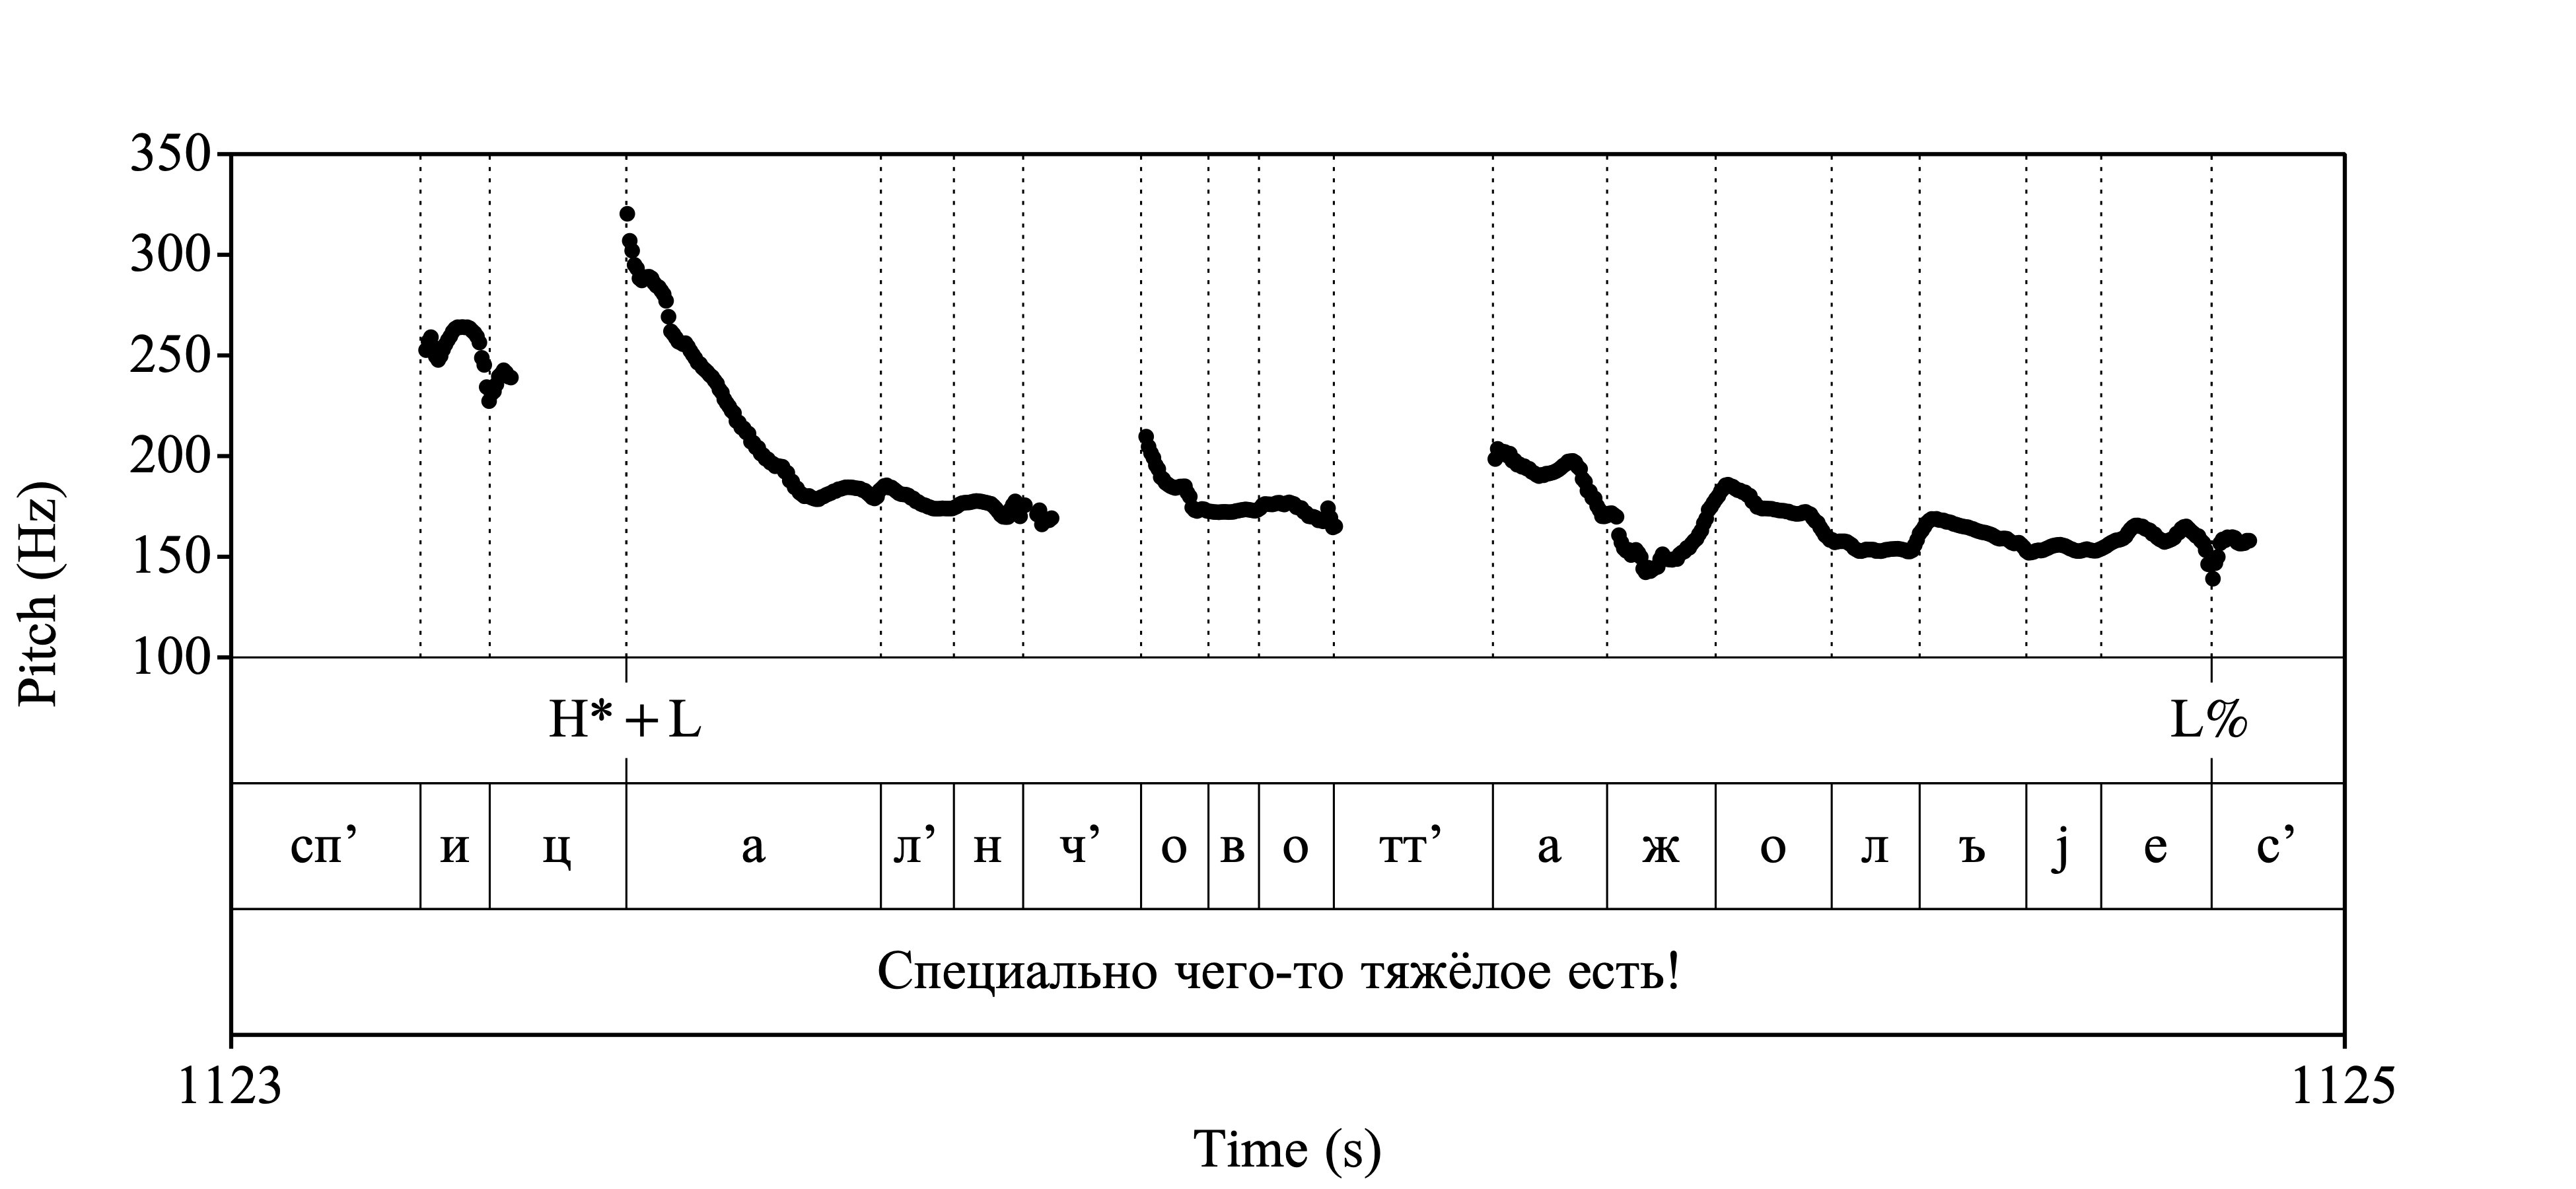 350
300
250
200
150
100
Pitch (Hz)
H* + L L%
сп’ и ц а л’ н ч’ о в о тт’ а ж о л ъ j е с’
Специально чего-то тяжёлое есть!
1123 1125
Time (s)